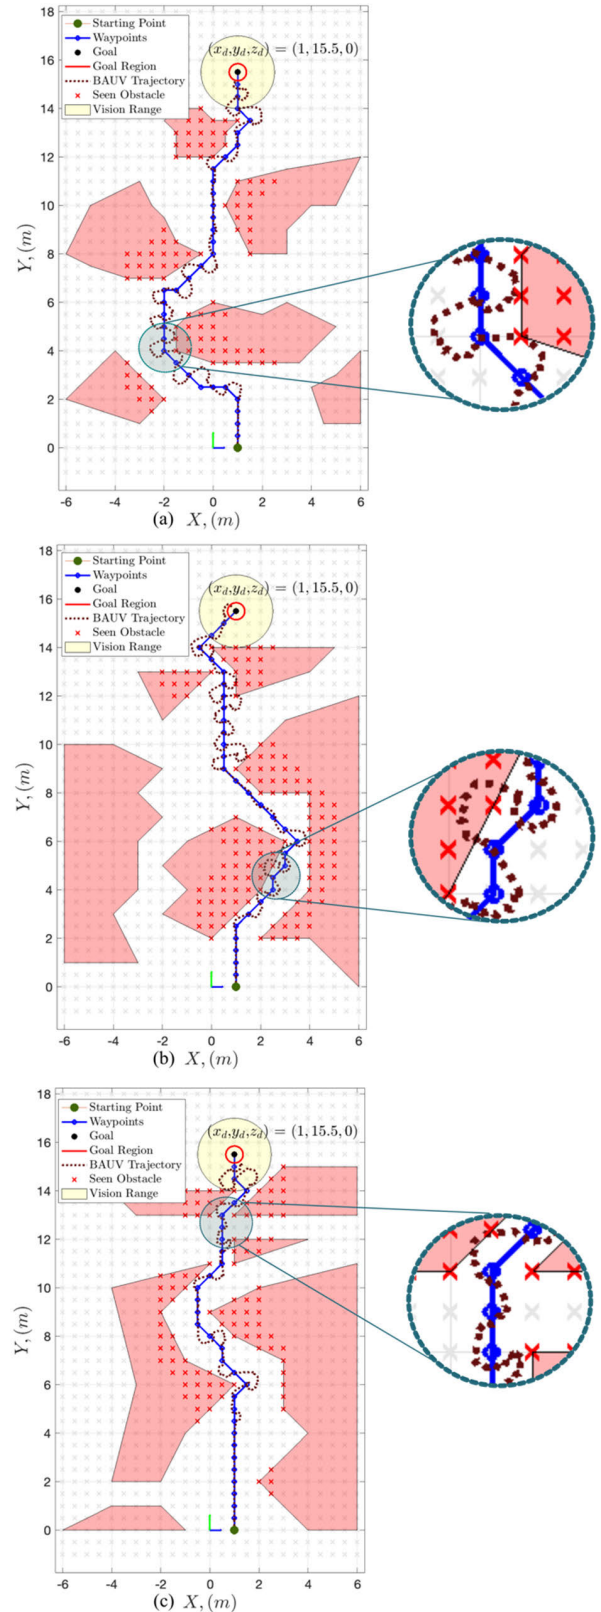 18
16
14
12
10
8
6
4
2
0
Y, (m)
Starting Point
Waypoints
Goal
Goal Region
BAUV Trajectory
Seen Obstacle
Vision Range
(x_d,y_d,z_d) = (1, 15.5, 0)
-6 -4 -2 0 2 4 6
(a) X, (m)
18
16
14
12
10
8
6
4
2
0
Y, (m)
Starting Point
Waypoints
Goal
Goal Region
BAUV Trajectory
Seen Obstacle
Vision Range
(x_d,y_d,z_d) = (1, 15.5, 0)
-6 -4 -2 0 2 4 6
(b) X, (m)
18
16
14
12
10
8
6
4
2
0
Y, (m)
Starting Point
Waypoints
Goal
Goal Region
BAUV Trajectory
Seen Obstacle
Vision Range
(x_d,y_d,z_d) = (1, 15.5, 0)
-6 -4 -2 0 2 4 6
(c) X, (m)